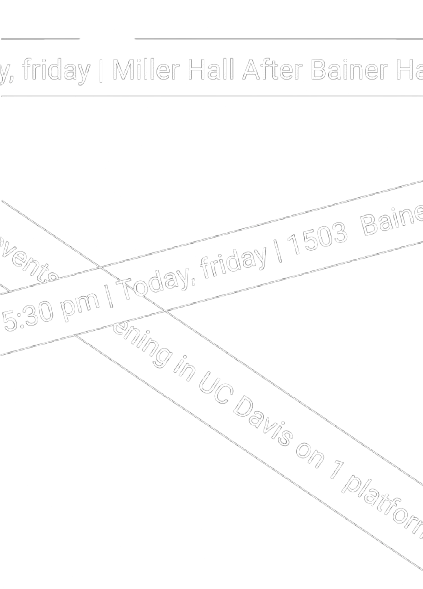 y, friday | Miller Hall After Bainer Ha
5:30 pm | Today, friday | 1503 Baine
events
ening in UC Davis on 1 platform